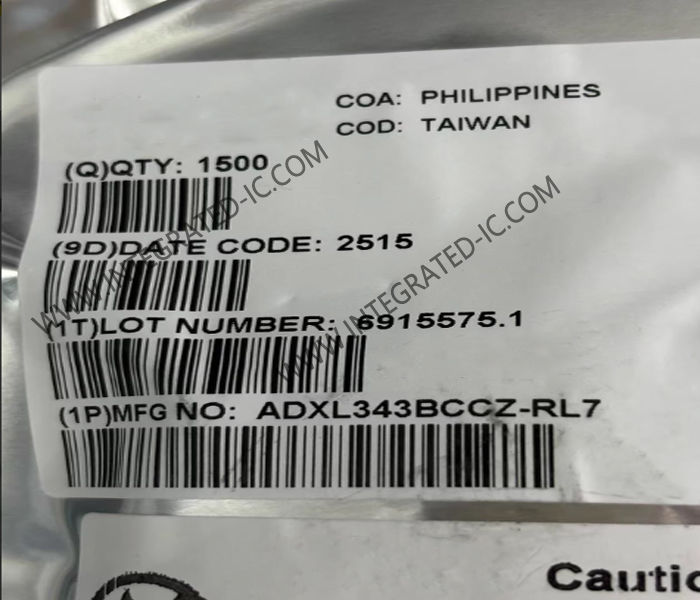 COA: PHILIPPINES
COD: TAIWAN
(Q)QTY: 1500
(9D)DATE CODE: 2515
(1T)LOT NUMBER: 6915575.1
(1P)MFG NO: ADXL343BCCZ-RL7
WWW.INTEGRATED-IC.COM
WWW.INTEGRATED-IC.COM